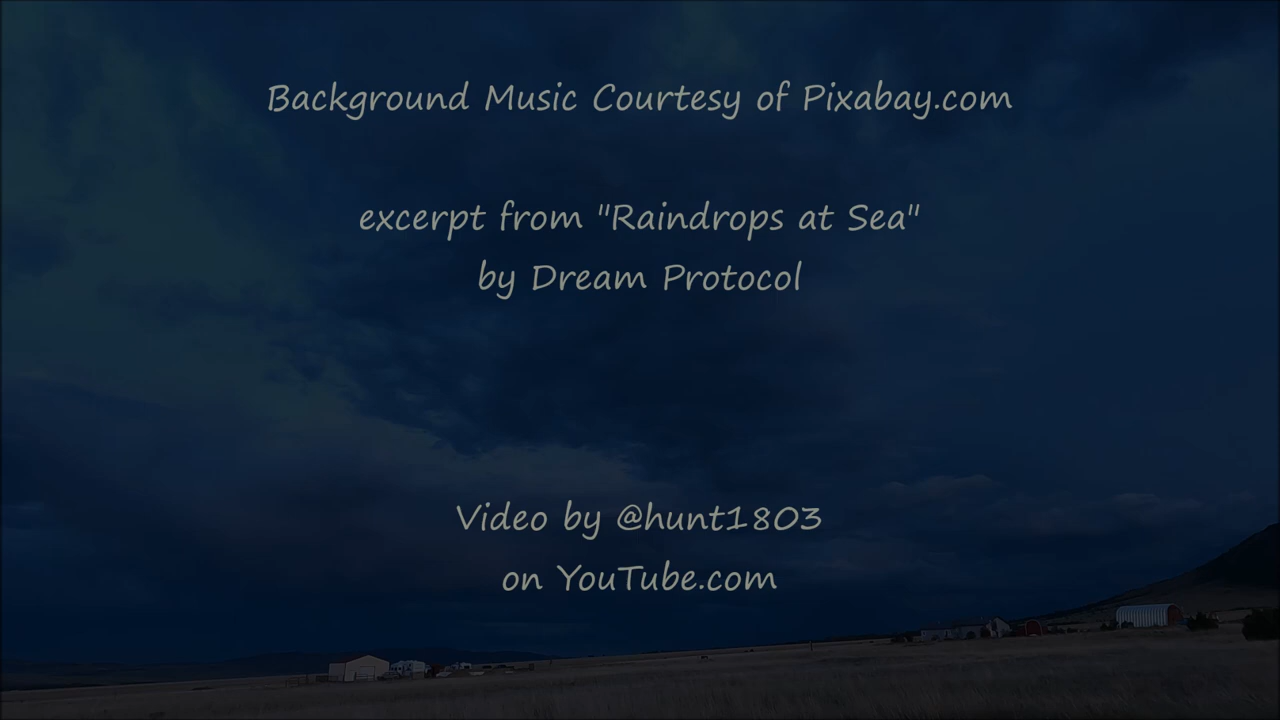 Background Music Courtesy of Pixabay.com
excerpt from "Raindrops at Sea"
by Dream Protocol
Video by @hunt1803
on YouTube.com